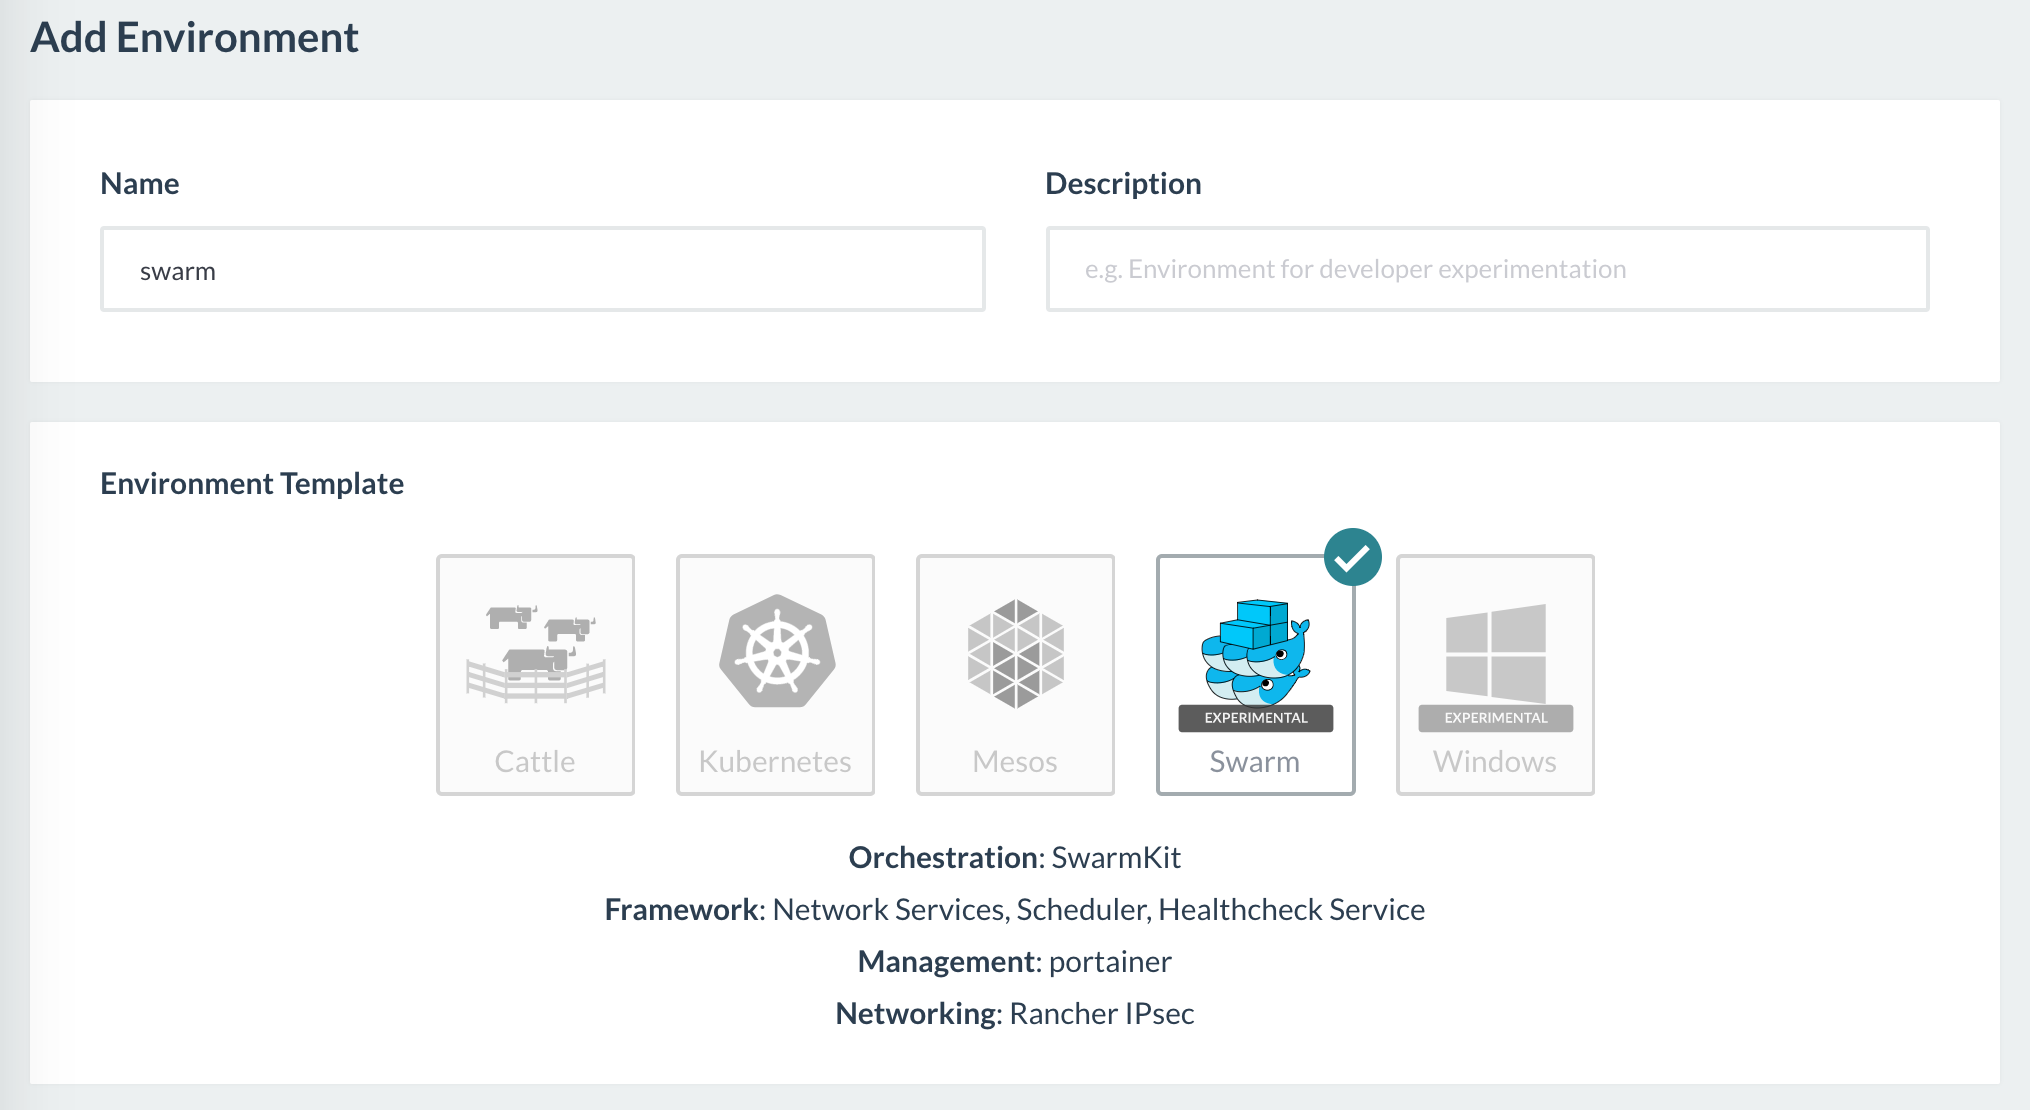 Add Environment
Name
Description
swarm
e.g. Environment for developer experimentation
Environment Template
EXPERIMENTAL
EXPERIMENTAL
Cattle
Kubernetes
Mesos
Swarm
Windows
Orchestration: SwarmKit
Framework: Network Services, Scheduler, Healthcheck Service
Management: portainer
Networking: Rancher IPsec